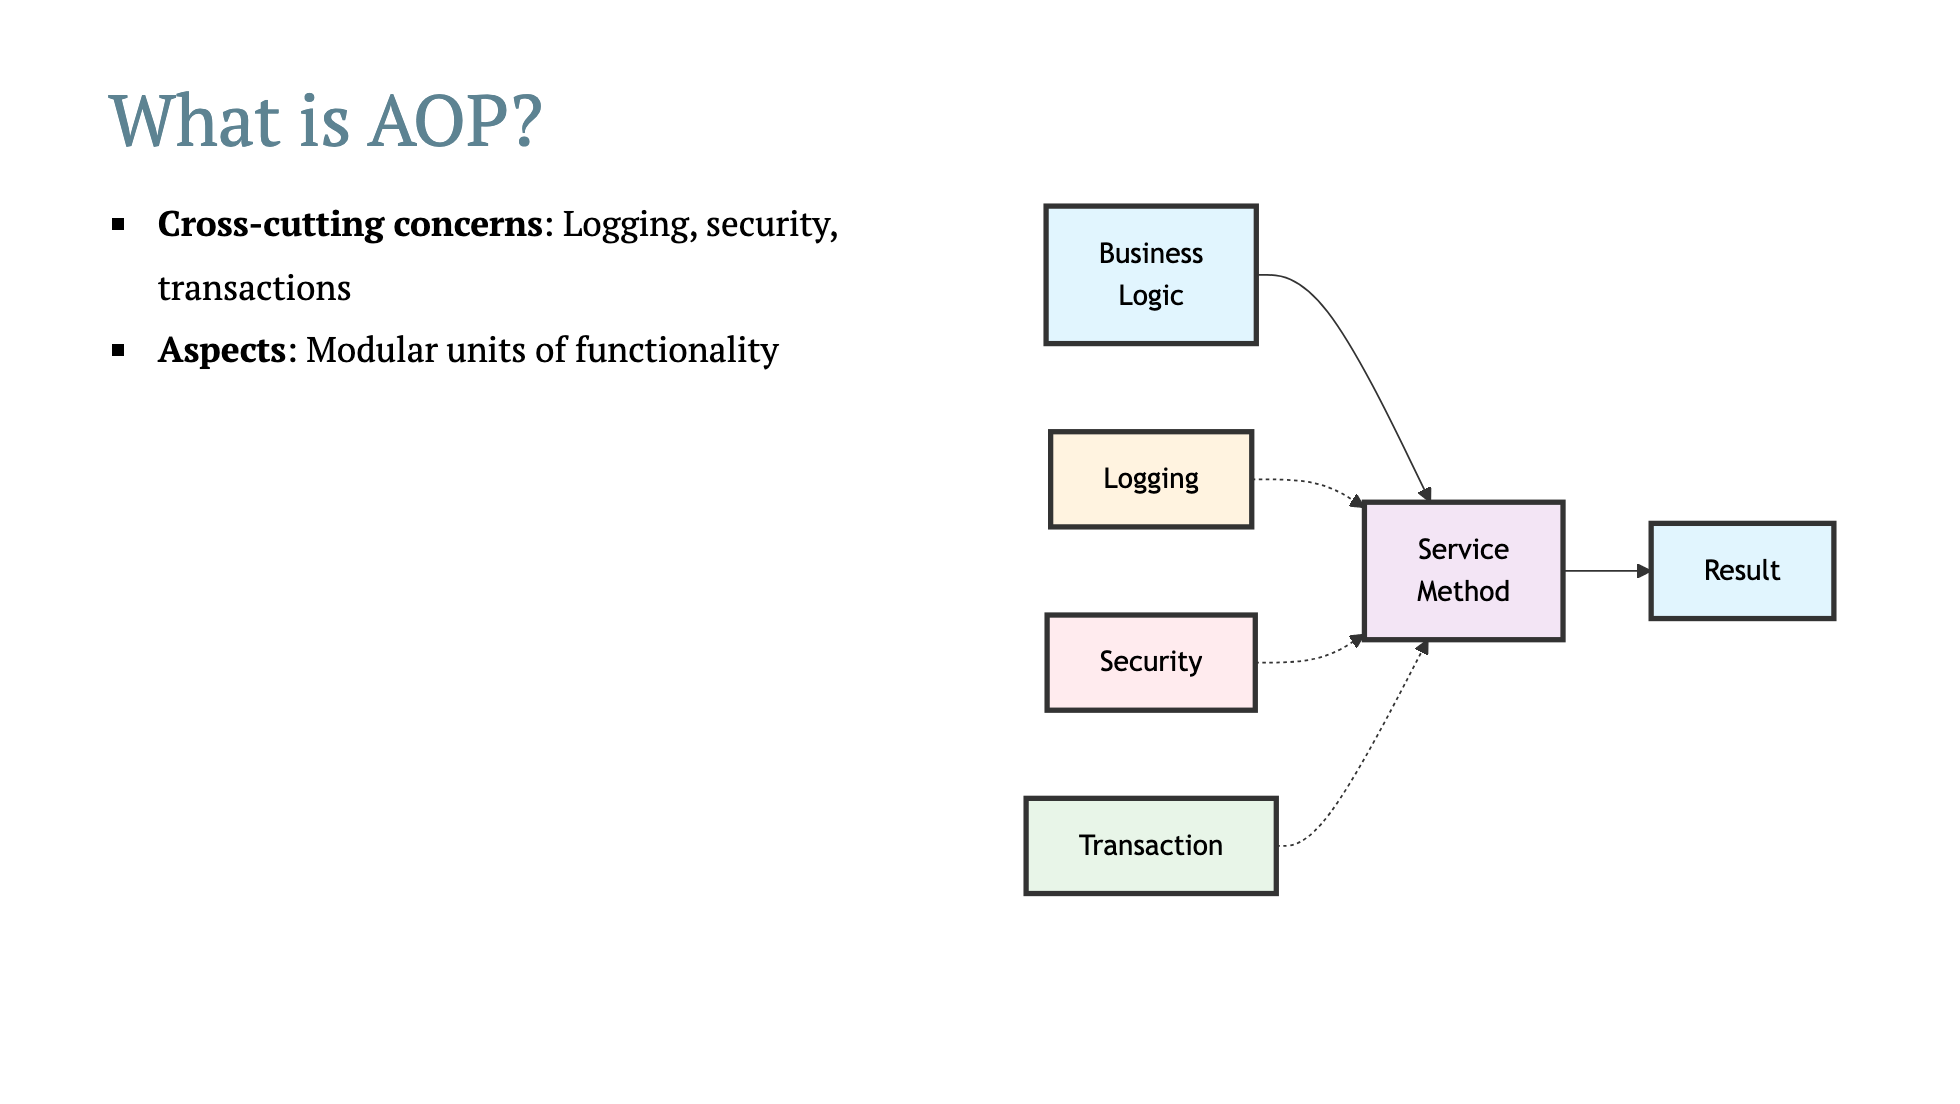 What is AOP?
▪ Cross-cutting concerns: Logging, security,
transactions
▪ Aspects: Modular units of functionality
Business
Logic
Logging
Security
Transaction
Service
Method
Result